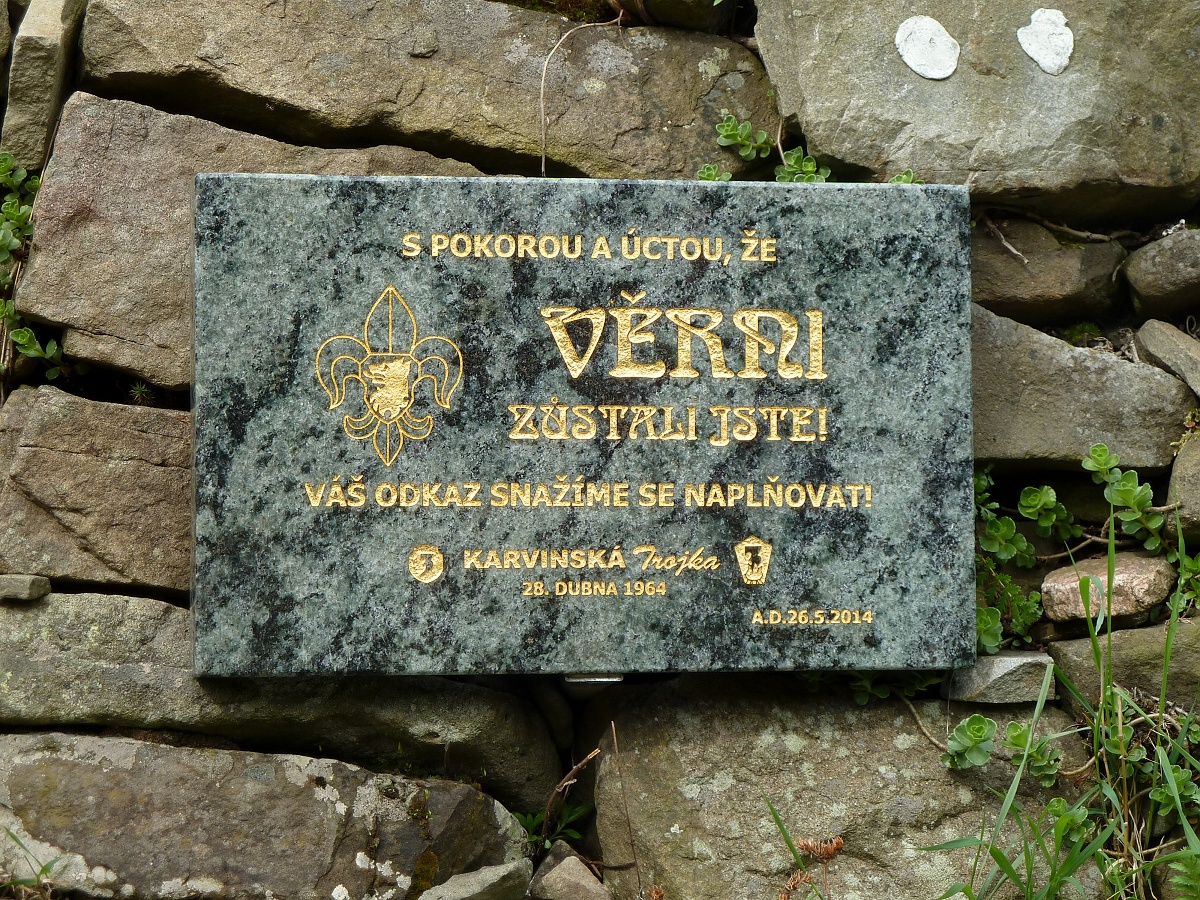 S POKOROU A ÚCTOU, ŽE
VĚRNI
ZŮSTALI JSTE!
VÁŠ ODKAZ SNAŽÍME SE NAPLŇOVAT!
3 KARVINSKÁ Trojka
28. DUBNA 1964
A.D.26.5.2014